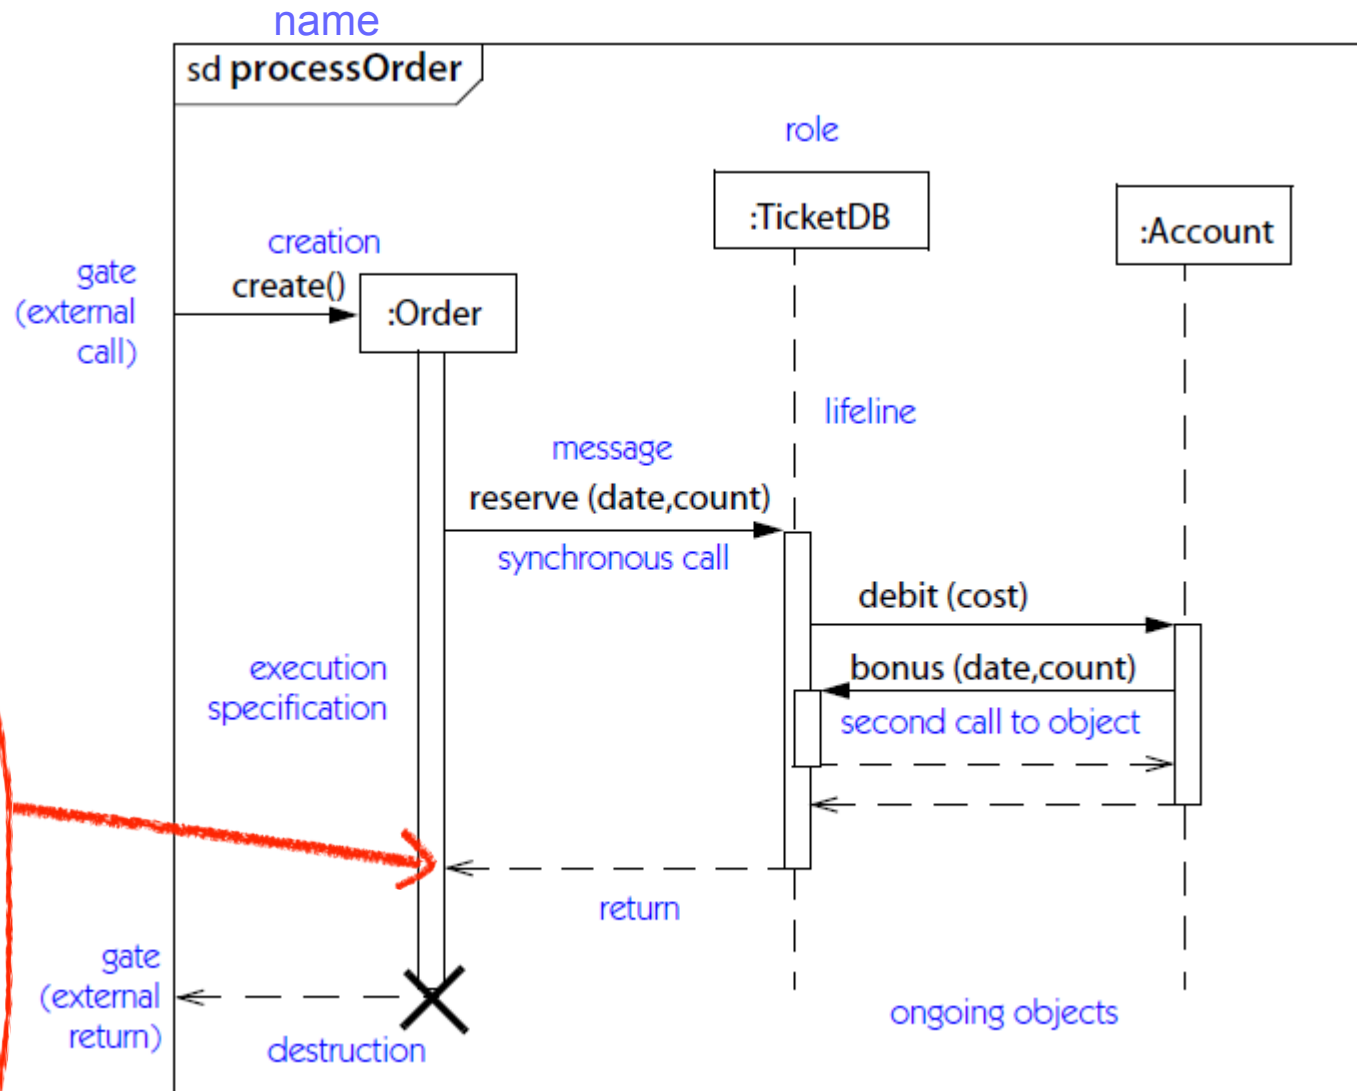 name
sd processOrder
role
:TicketDB
:Account
creation
gate
(external
call)
create()
:Order
lifeline
message
reserve (date,count)
synchronous call
debit (cost)
execution
specification
bonus (date,count)
second call to object
return
gate
(external
return)
destruction
ongoing objects